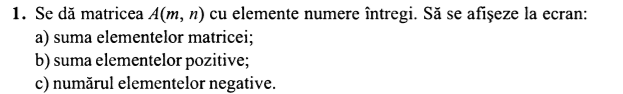 1. Se dă matricea A(m, n) cu elemente numere întregi. Să se afişeze la ecran:
a) suma elementelor matricei;
b) suma elementelor pozitive;
c) numărul elementelor negative.